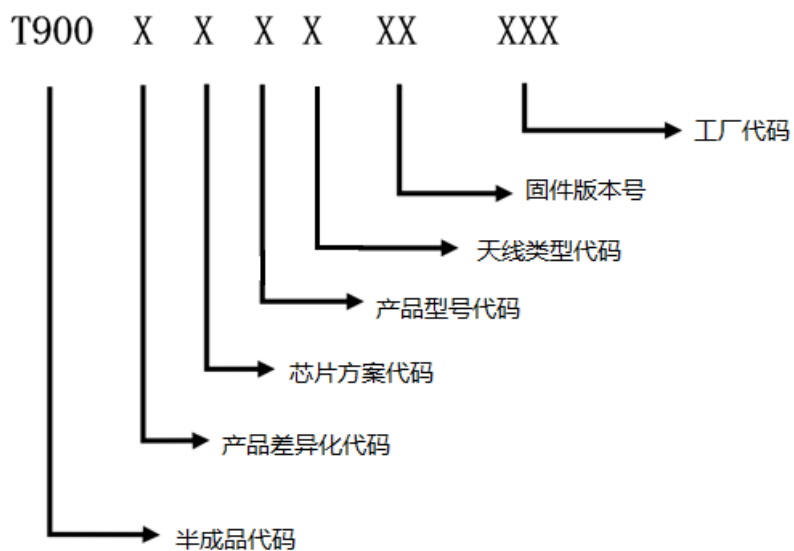 T900 X X X X XX XXX
工厂代码
固件版本号
天线类型代码
产品型号代码
芯片方案代码
产品差异化代码
半成品代码